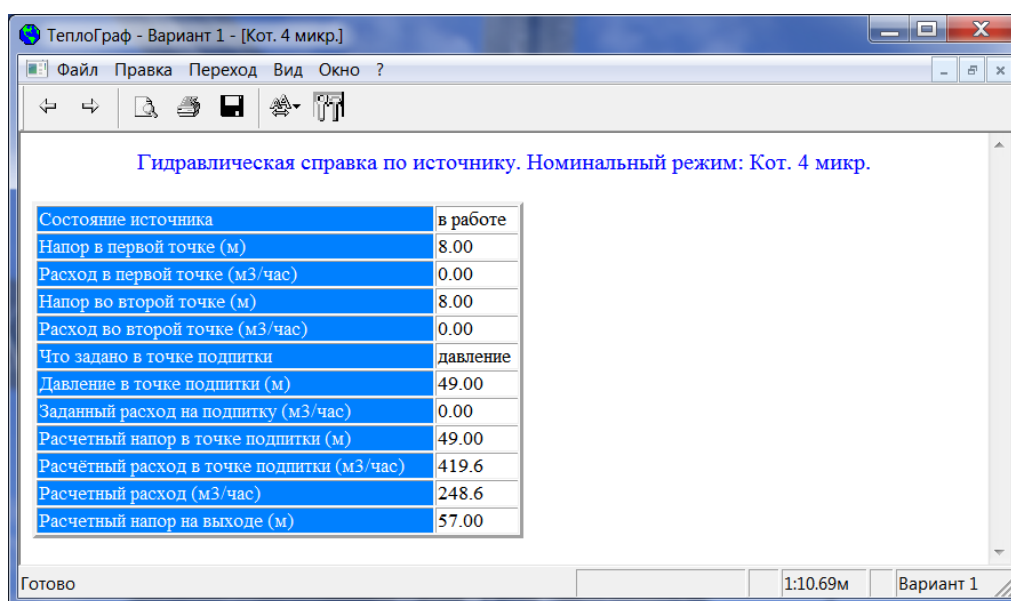 ТеплоГраф - Вариант 1 - [Кот. 4 микр.]
Файл Правка Переход Вид Окно ?
Гидравлическая справка по источнику. Номинальный режим: Кот. 4 микр.
Состояние источника в работе
Напор в первой точке (м) 8.00
Расход в первой точке (м3/час) 0.00
Напор во второй точке (м) 8.00
Расход во второй точке (м3/час) 0.00
Что задано в точке подпитки давление
Давление в точке подпитки (м) 49.00
Заданный расход на подпитку (м3/час) 0.00
Расчетный напор в точке подпитки (м) 49.00
Расчётный расход в точке подпитки (м3/час) 419.6
Расчетный расход (м3/час) 248.6
Расчетный напор на выходе (м) 57.00
Готово 1:10.69м Вариант 1